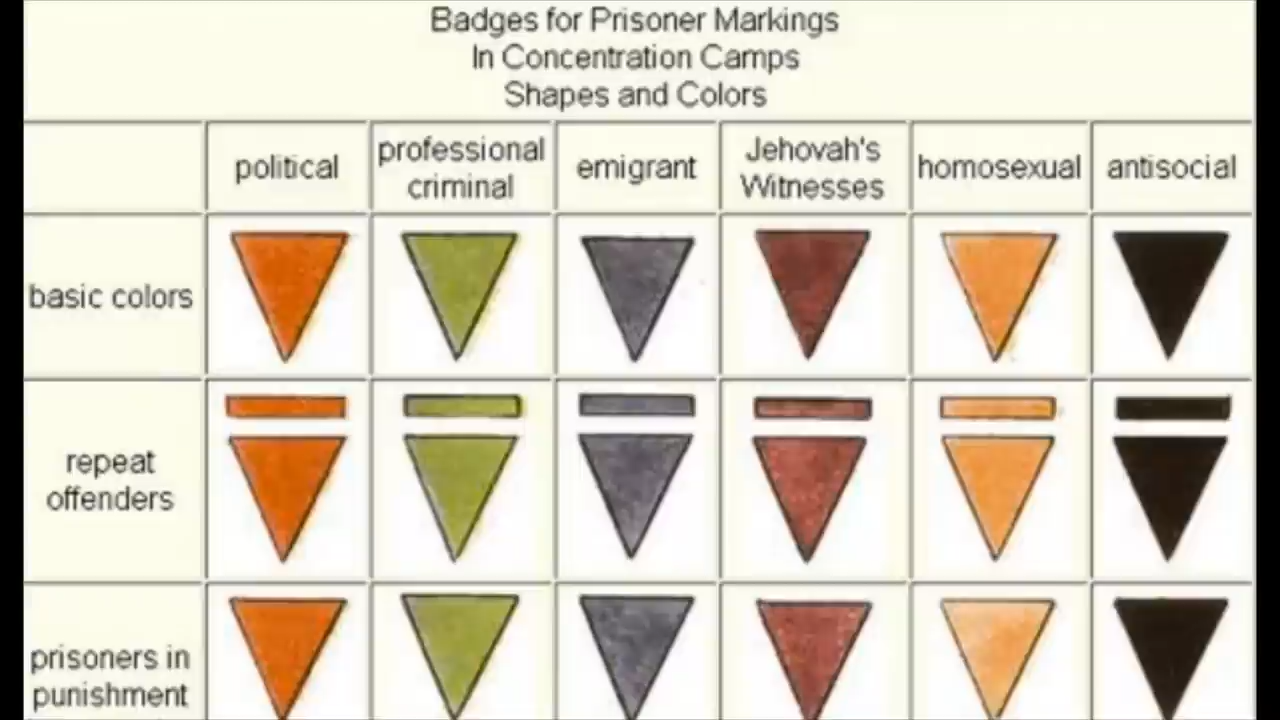 Badges for Prisoner Markings
In Concentration Camps
Shapes and Colors
political
professional
criminal
emigrant
Jehovah's
Witnesses
homosexual
antisocial
basic colors
repeat
offenders
prisoners in
punishment